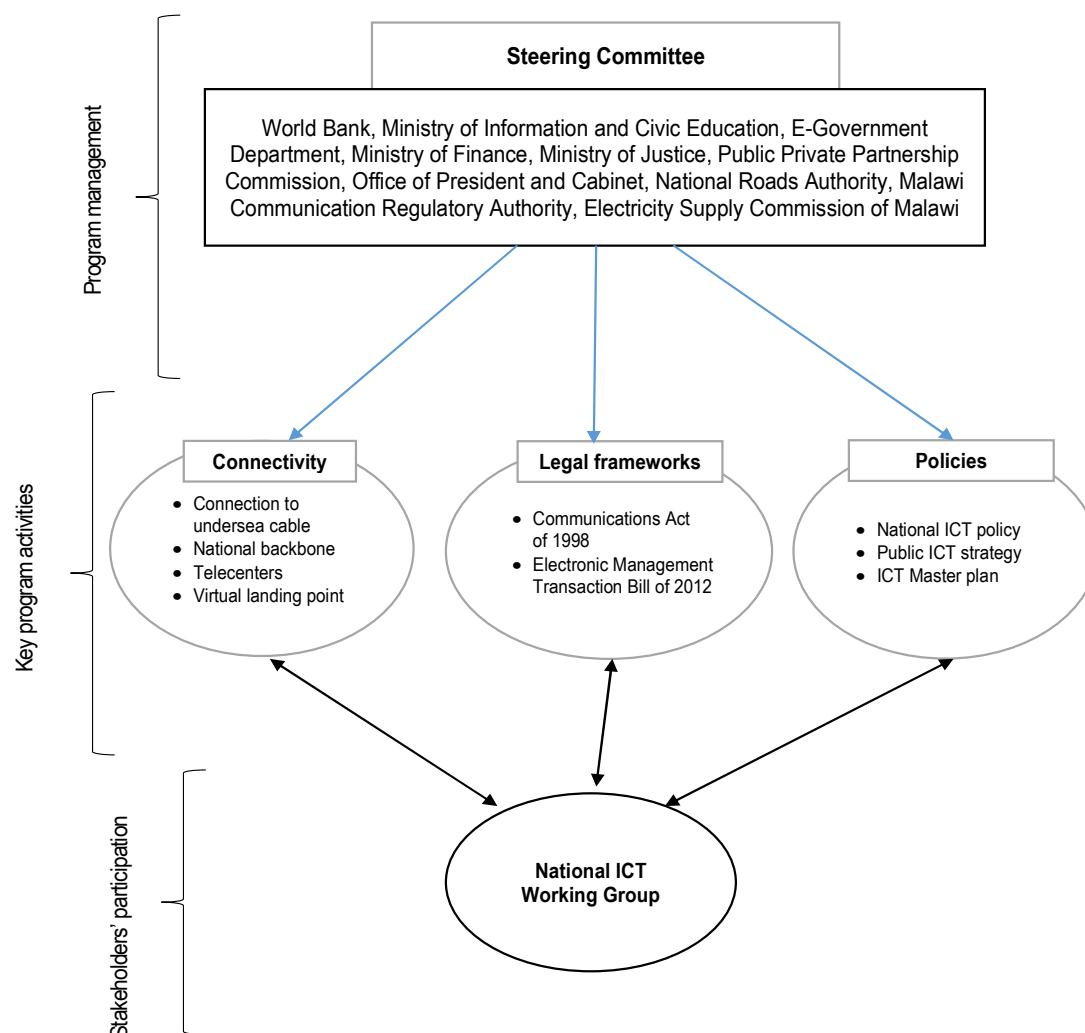 Steering Committee
World Bank, Ministry of Information and Civic Education, E-Government
Department, Ministry of Finance, Ministry of Justice, Public Private Partnership
Commission, Office of President and Cabinet, National Roads Authority, Malawi
Communication Regulatory Authority, Electricity Supply Commission of Malawi
Program management
Connectivity
• Connection to
undersea cable
• National backbone
• Telecenters
• Virtual landing point
Legal frameworks
• Communications Act
of 1998
• Electronic Management
Transaction Bill of 2012
Policies
• National ICT policy
• Public ICT strategy
• ICT Master plan
Key program activities
National ICT
Working Group
Stakeholders' participation